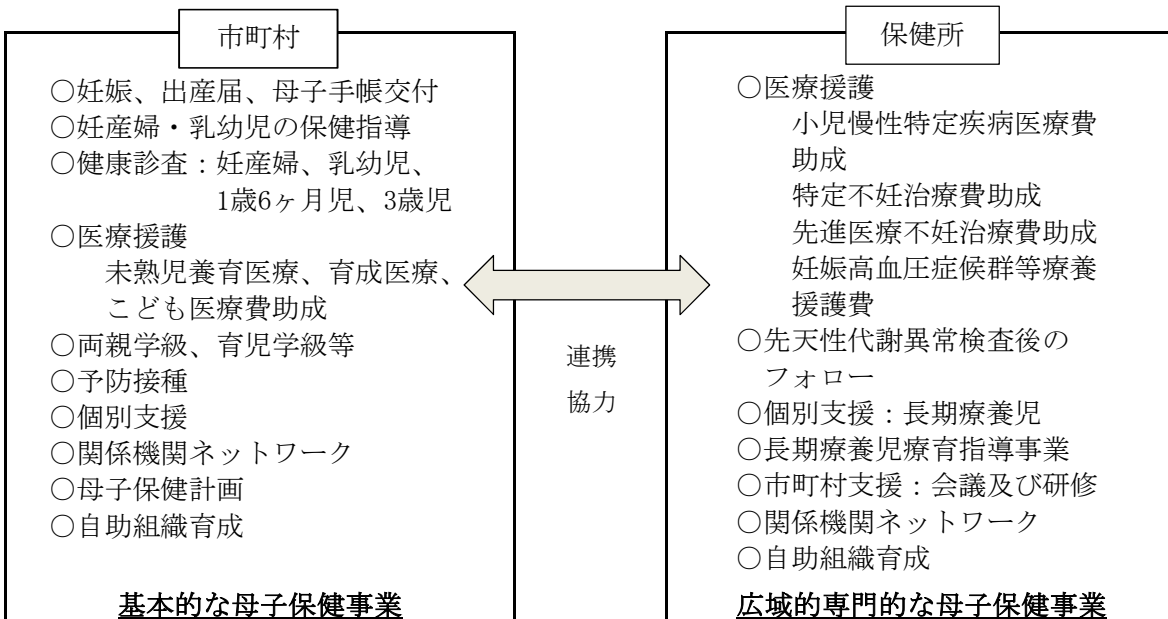 市町村
○妊娠、出産届、母子手帳交付
○妊産婦・乳幼児の保健指導
○健康診査：妊産婦、乳幼児、
1歳6ヶ月児、3歳児
○医療援護
未熟児養育医療、育成医療、
こども医療費助成
○両親学級、育児学級等
○予防接種
○個別支援
○関係機関ネットワーク
○母子保健計画
○自助組織育成
基本的な母子保健事業
連携
協力
保健所
○医療援護
小児慢性特定疾病医療費
助成
特定不妊治療費助成
先進医療不妊治療費助成
妊娠高血圧症候群等療養
援護費
○先天性代謝異常検査後の
フォロー
○個別支援：長期療養児
○長期療養児療育指導事業
○市町村支援：会議及び研修
○関係機関ネットワーク
○自助組織育成
広域的専門的な母子保健事業